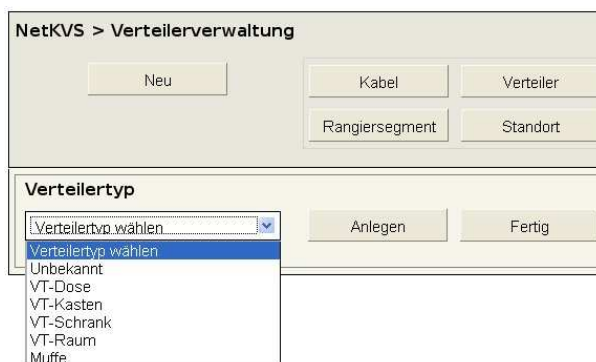 NetKVS > Verteilerverwaltung
Neu
Kabel
Verteiler
Rangiersegment
Standort
Verteilertyp
Verteilertyp wählen
Anlegen
Fertig
Verteilertyp wählen
Unbekannt
VT-Dose
VT-Kasten
VT-Schrank
VT-Raum
Muffe